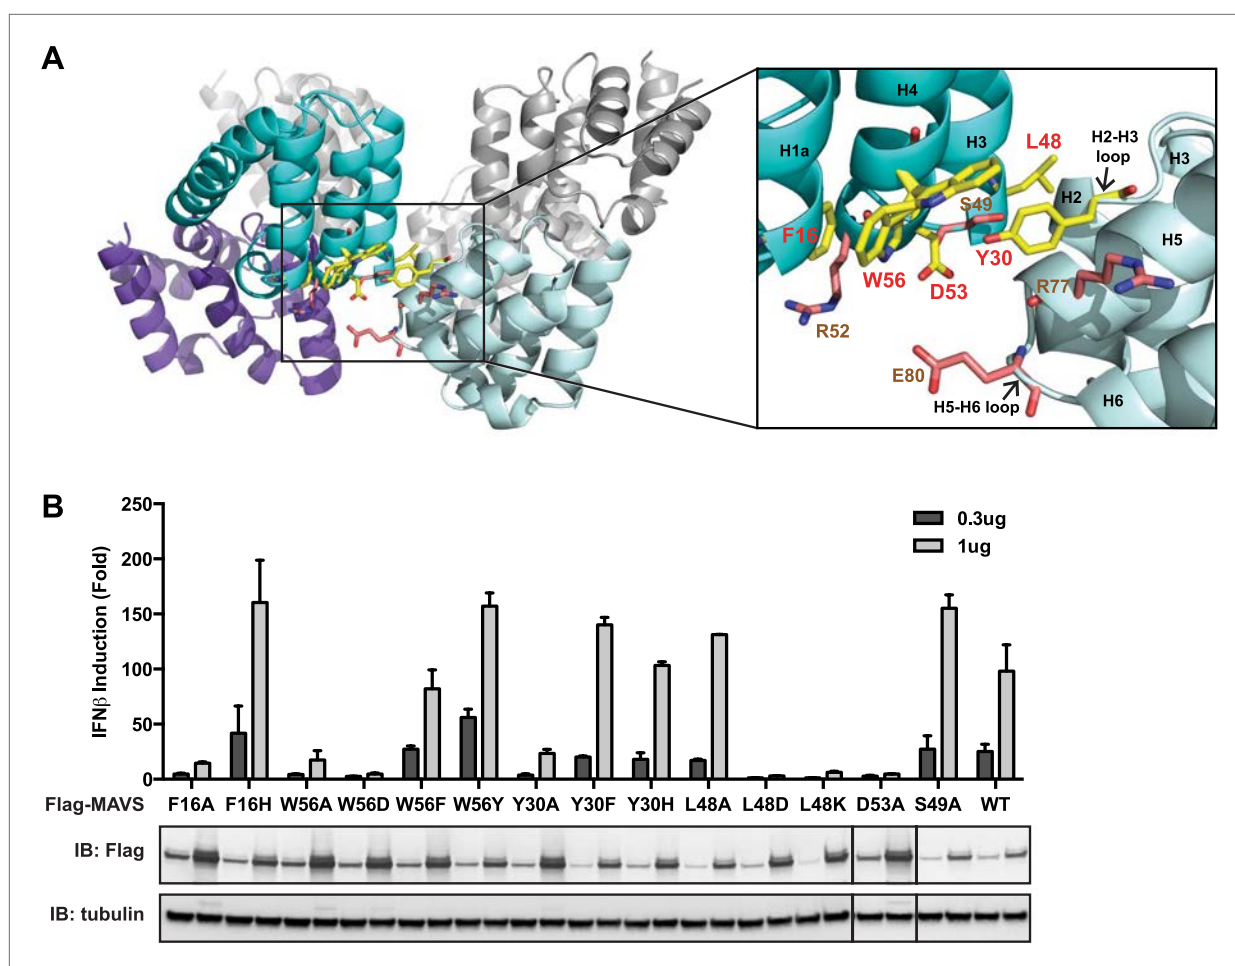 A
H4
H1a
H3
L48
H2-H3
loop
H3
S49
H2
F16
H5
Y30
W56
D53
R77
R52
E80
H5-H6 loop
H6
B
250
200
150
100
50
0
IFNβ Induction (Fold)
0.3ug
1ug
Flag-MAVS F16A F16H W56A W56D W56F W56Y Y30A Y30F Y30H L48A L48D L48K D53A S49A WT
IB: Flag
IB: tubulin